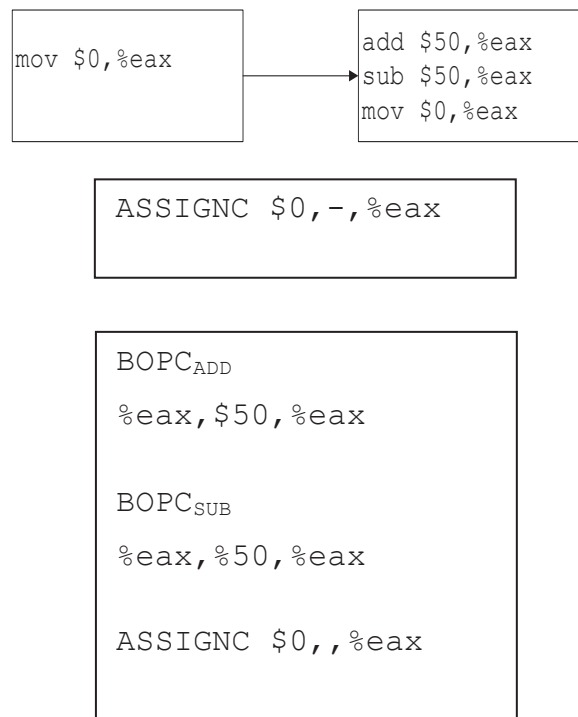 mov $0,%eax
add $50,%eax
sub $50,%eax
mov $0,%eax
ASSIGNC $0,-,%eax
BOPCADD
%eax,$50,%eax
BOPCSUB
%eax,%50,%eax
ASSIGNC $0,,%eax